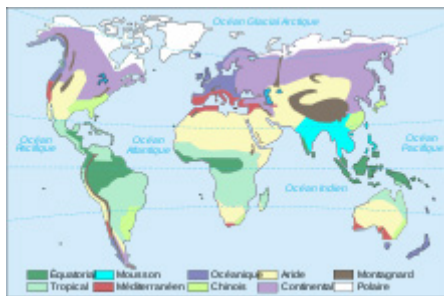 Océan Glacial Arctique
Océan
Pacifique
Océan
Atlantique
Océan
Pacifique
Océan Indien
Équatorial
Mousson
Océanique
Aride
Montagnard
Tropical
Méditerranéen
Chinois
Continental
Polaire